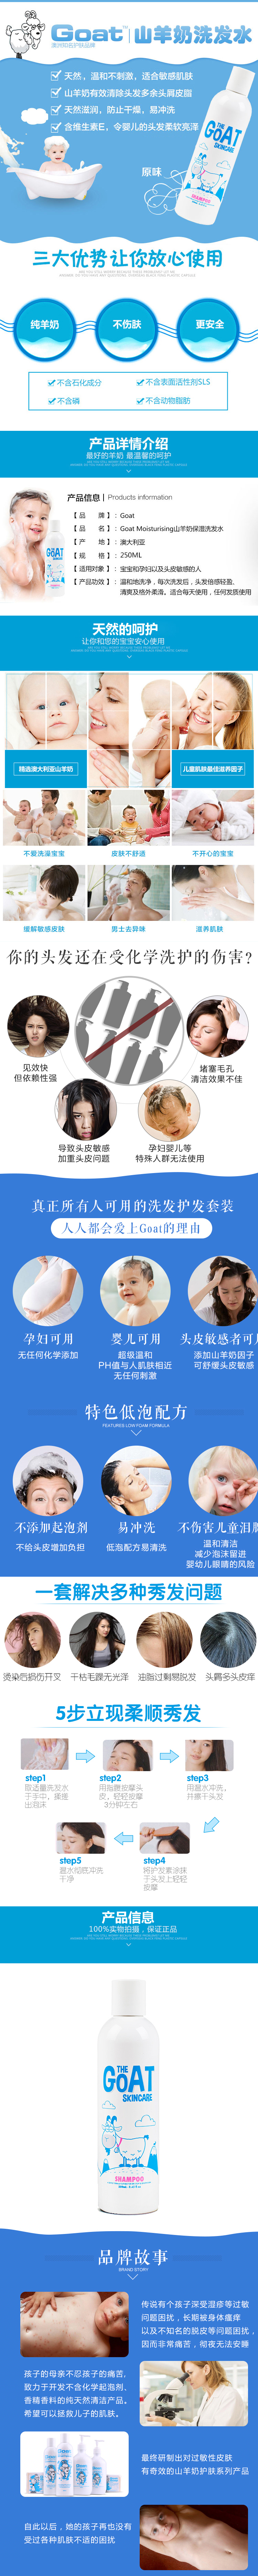 Goat™
山羊奶洗发水
澳州知名护肤品牌
天然，温和不刺激，适合敏感肌肤
山羊奶有效清除头发多余头屑皮脂
天然滋润，防止干燥，易冲洗
含维生素E，令婴儿的头发柔软亮泽
原味
THE
GOAT
SKINCARE
SHAMPOO
三大优势让你放心使用
纯羊奶
不伤肤
更安全
不含石化成分
不含表面活性剂SLS
不含磷
不含动物脂肪
产品详情介绍
最好的羊奶 最温馨的呵护
产品信息 | Products information
【 品 牌 】： Goat
【 品 名 】： Goat Moisturising山羊奶保湿洗发水
【 产 地 】： 澳大利亚
【 规 格 】： 250ML
【 适用对象 】： 宝宝和孕妇以及头皮敏感的人
【 产品功效 】： 温和地洗净，每次洗发后，头发倍感轻盈、
清爽及格外柔滑。适合每天使用，任何发质使用
THE
GOAT
SKINCARE
天然的呵护
让你和您的宝宝安心使用
精选澳大利亚山羊奶
儿童肌肤最佳滋养因子
不爱洗澡宝宝
皮肤不舒适
不开心的宝宝
缓解敏感皮肤
男士去异味
滋养肌肤
你的头发还在受化学洗护的伤害?
见效快
但依赖性强
堵塞毛孔
清洁效果不佳
导致头皮敏感
加重头皮问题
孕妇婴儿等
特殊人群无法使用
真正所有人可用的洗发护发套装
人人都会爱上Goat的理由
孕妇可用
婴儿可用
头皮敏感者可用
无任何化学添加
超级温和
PH值与人肌肤相近
无任何刺激
添加山羊奶因子
可舒缓头皮敏感
特色低泡配方
FEATURES LOW FOAM FORMULA
不添加起泡剂
易冲洗
不伤害儿童泪腺
不给头皮增加负担
低泡配方易清洗
温和清洁
减少泡沫留进
婴幼儿眼睛的风险
一套解决多种秀发问题
烫染后损伤开叉
干枯毛躁无光泽
油脂过剩易脱发
头屑多头皮痒
5步立现柔顺秀发
step1
取适量洗发水
于手中，揉搓
出泡沫
step2
用指腹按摩头
皮，轻轻按摩
3分钟左右
step3
用温水冲洗，
并擦干头发
step5
温水彻底冲洗
干净
step4
将护发素涂抹
于头发上轻轻
按摩
产品信息
100%实物拍摄，保证正品
THE
GOAT
SKINCARE
SHAMPOO
品牌故事
BRAND STORY
传说有个孩子深受湿疹等过敏
问题困扰，长期被身体瘙痒
以及不知名的脱皮等问题困扰，
因而非常痛苦，彻夜无法安睡
孩子的母亲不忍孩子的痛苦,
致力于开发不含化学起泡剂、
香精香料的纯天然清洁产品。
希望可以拯救儿子的肌肤。
最终研制出对过敏性皮肤
有奇效的山羊奶护肤系列产品
自此以后，她的孩子再也没有
受过各种肌肤不适的困扰